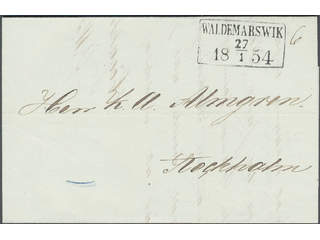 WALDEMARSWIK
27
1
18 54
6
Herr K. A. Almgren.
Stockholm